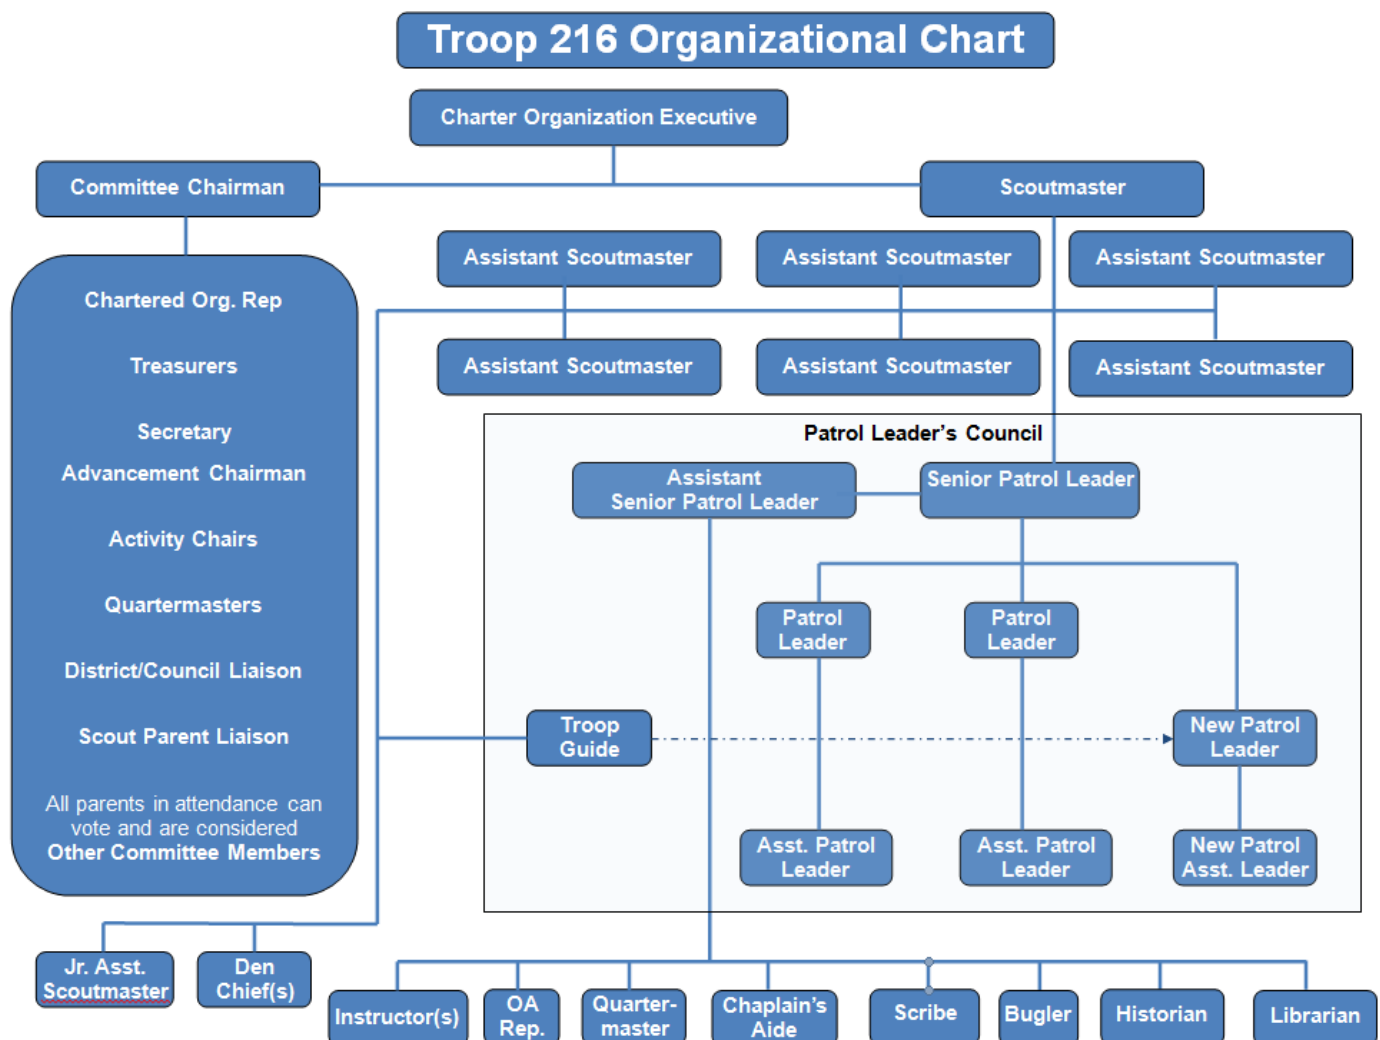 Troop 216 Organizational Chart
Charter Organization Executive
Committee Chairman
Scoutmaster
Assistant Scoutmaster
Assistant Scoutmaster
Assistant Scoutmaster
Chartered Org. Rep
Treasurers
Secretary
Advancement Chairman
Activity Chairs
Quartermasters
District/Council Liaison
Scout Parent Liaison
All parents in attendance can
vote and are considered
Other Committee Members
Assistant Scoutmaster
Assistant Scoutmaster
Assistant Scoutmaster
Patrol Leader’s Council
Assistant
Senior Patrol Leader
Senior Patrol Leader
Patrol
Leader
Patrol
Leader
Troop
Guide
New Patrol
Leader
Asst. Patrol
Leader
Asst. Patrol
Leader
New Patrol
Asst. Leader
Jr. Asst.
Scoutmaster
Den
Chief(s)
Instructor(s)
OA
Rep.
Quarter-
master
Chaplain’s
Aide
Scribe
Bugler
Historian
Librarian